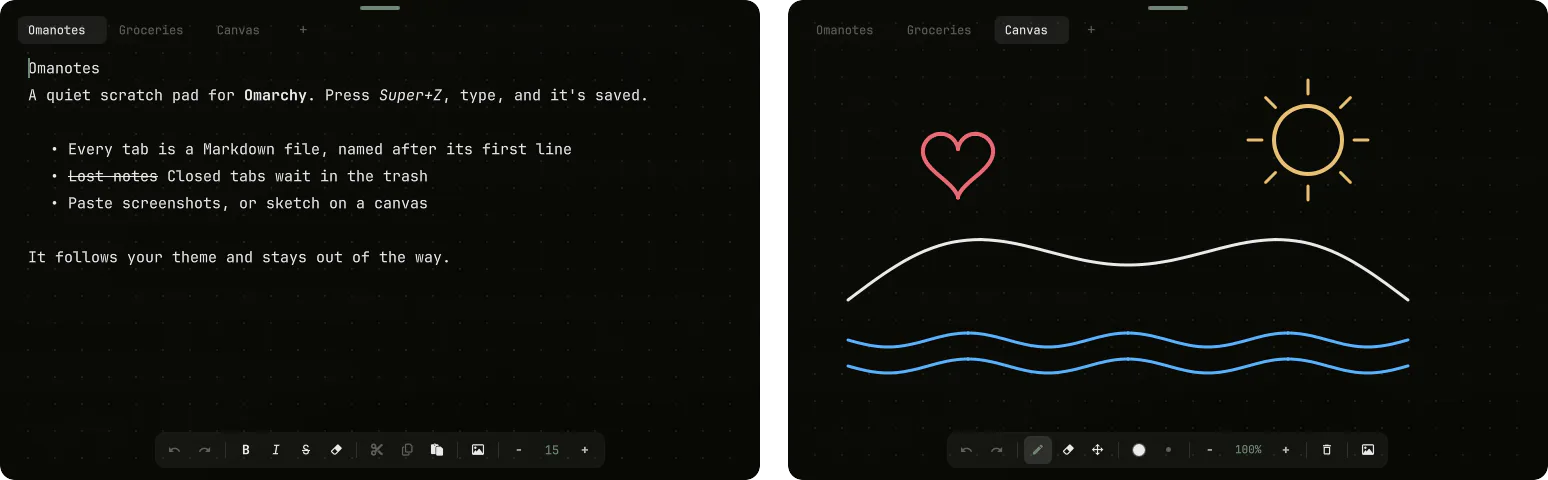 Omanotes Groceries Canvas +
Omanotes
A quiet scratch pad for Omarchy. Press Super+Z, type, and it's saved.
• Every tab is a Markdown file, named after its first line
• Lost notes Closed tabs wait in the trash
• Paste screenshots, or sketch on a canvas
It follows your theme and stays out of the way.
B I S - 15 +
Omanotes Groceries Canvas +
- 100% +